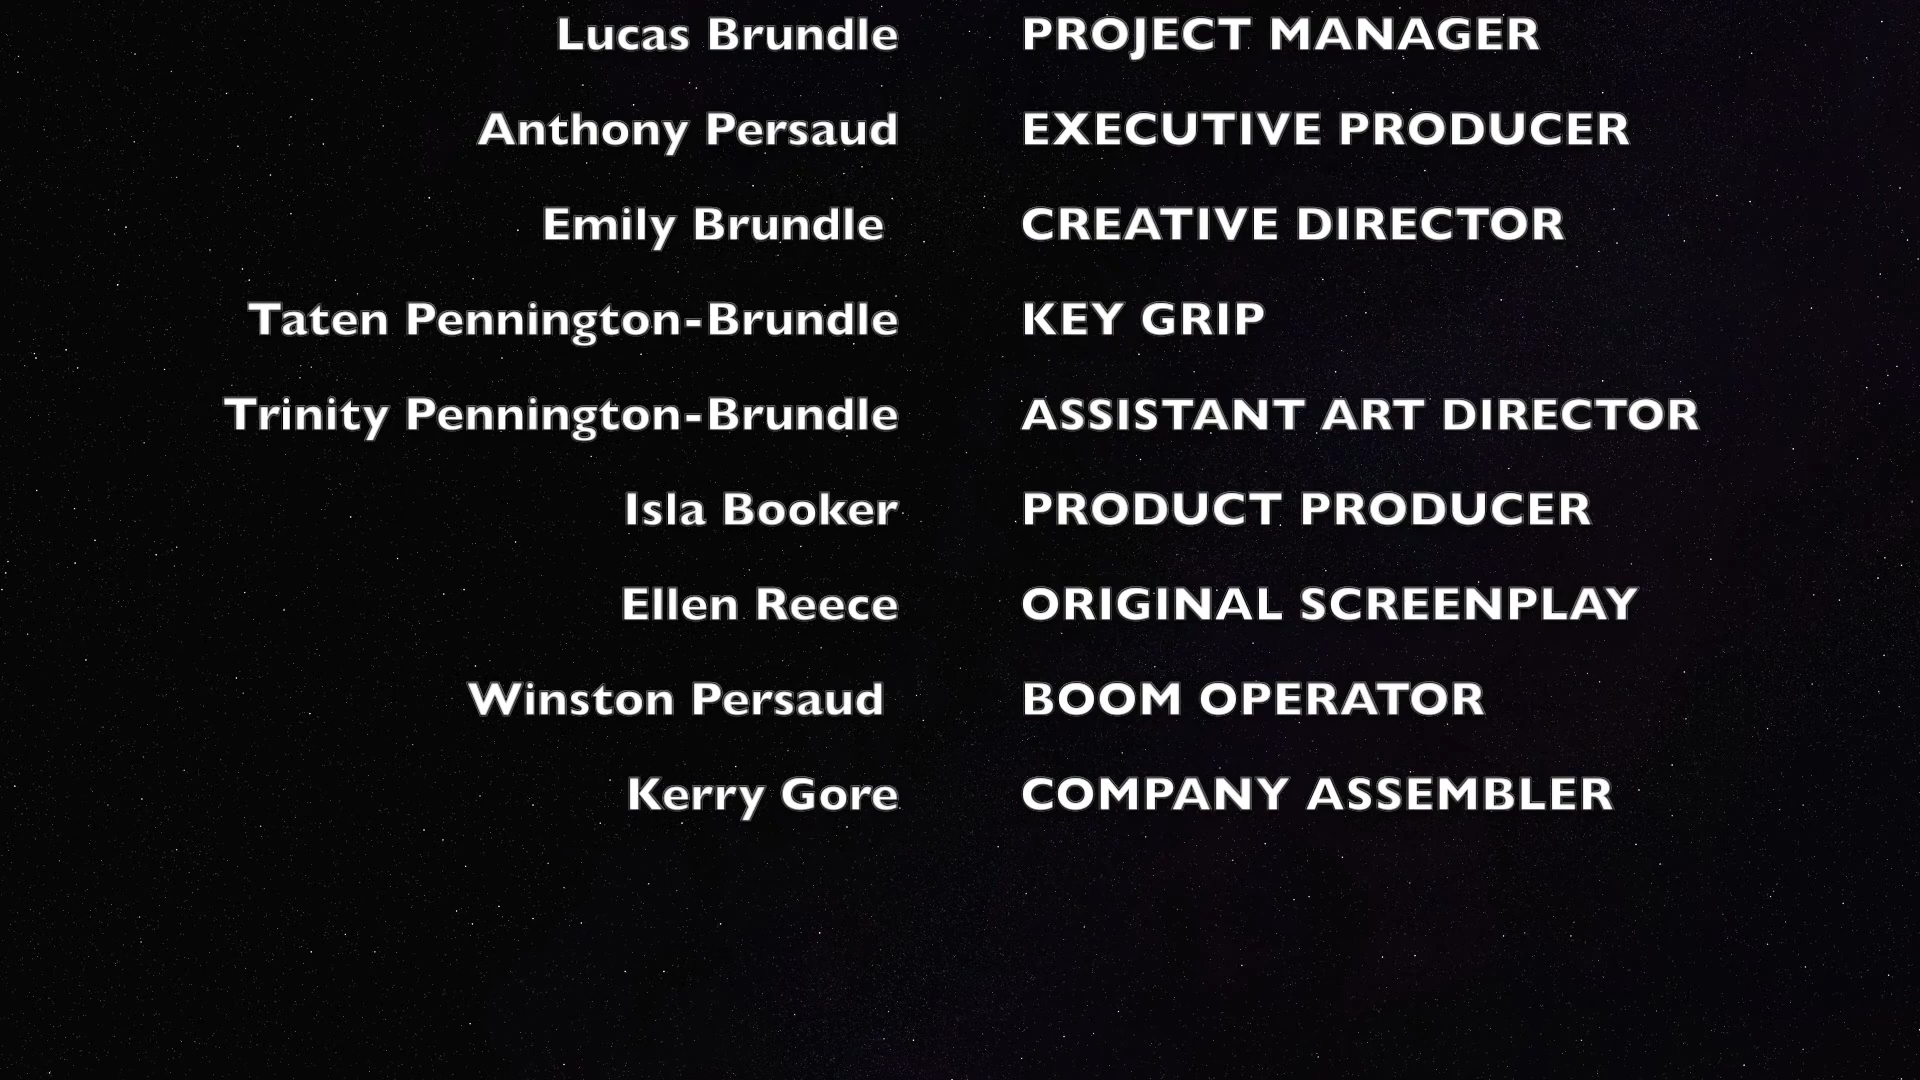 Lucas Brundle PROJECT MANAGER
Anthony Persaud EXECUTIVE PRODUCER
Emily Brundle CREATIVE DIRECTOR
Taten Pennington-Brundle KEY GRIP
Trinity Pennington-Brundle ASSISTANT ART DIRECTOR
Isla Booker PRODUCT PRODUCER
Ellen Reece ORIGINAL SCREENPLAY
Winston Persaud BOOM OPERATOR
Kerry Gore COMPANY ASSEMBLER